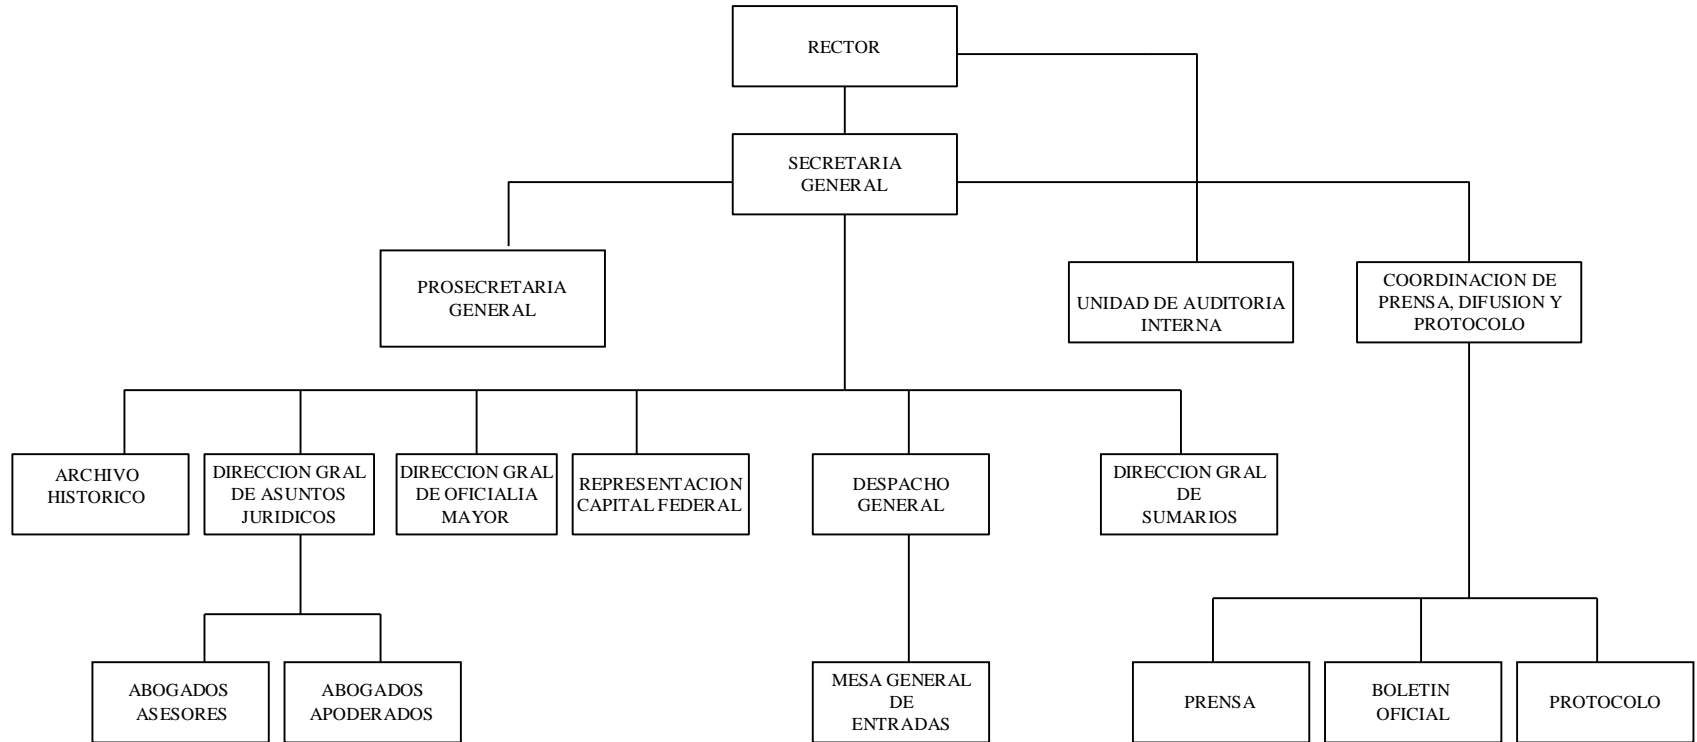 RECTOR
SECRETARIA
GENERAL
PROSECRETARIA
GENERAL
UNIDAD DE AUDITORIA
INTERNA
COORDINACION DE
PRENSA, DIFUSION Y
PROTOCOLO
ARCHIVO
HISTORICO
DIRECCION GRAL
DE ASUNTOS
JURIDICOS
DIRECCION GRAL
DE OFICIALIA
MAYOR
REPRESENTACION
CAPITAL FEDERAL
DESPACHO
GENERAL
DIRECCION GRAL
DE
SUMARIOS
ABOGADOS
ASESORES
ABOGADOS
APODERADOS
MESA GENERAL
DE
ENTRADAS
PRENSA
BOLETIN
OFICIAL
PROTOCOLO